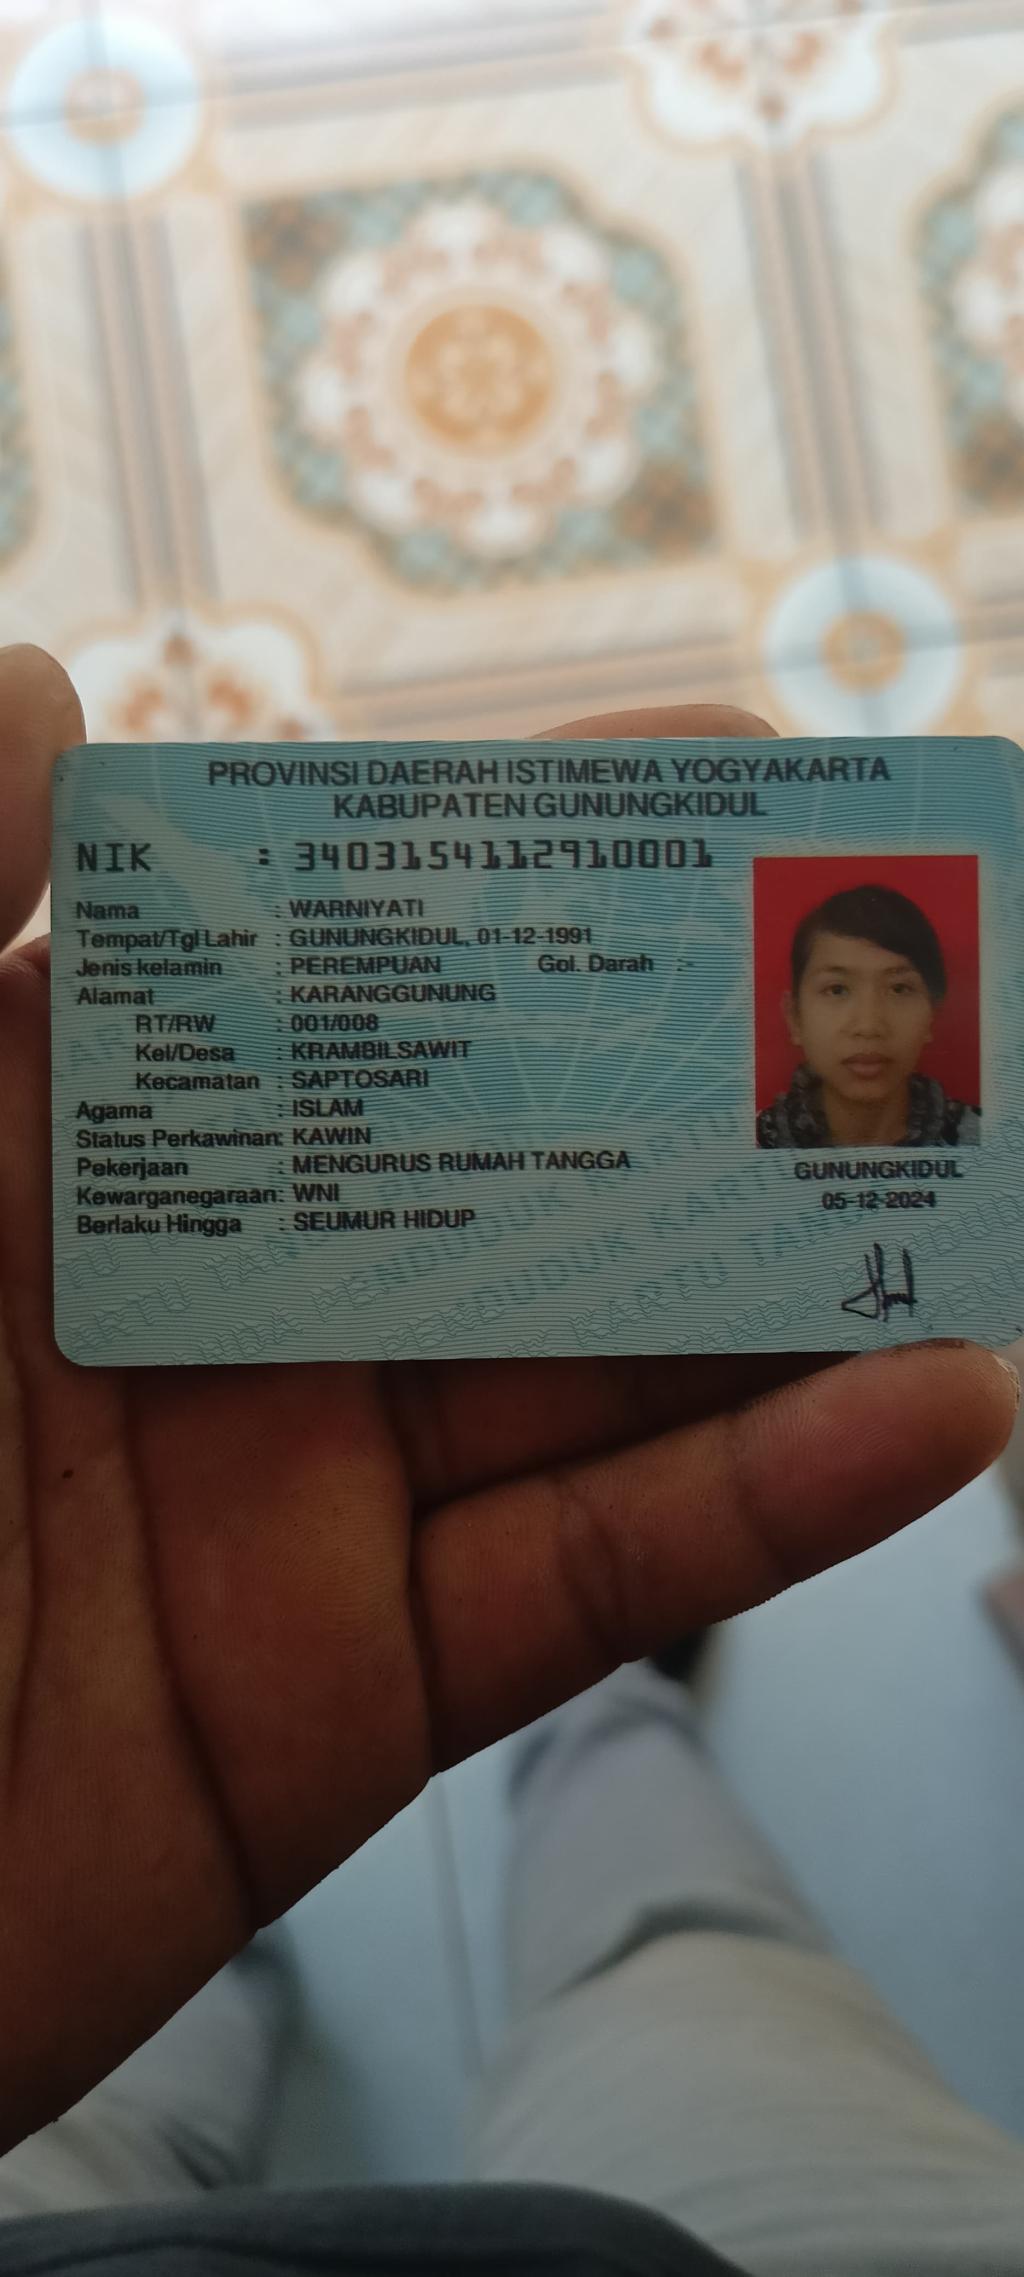 PROVINSI DAERAH ISTIMEWA YOGYAKARTA
KABUPATEN GUNUNGKIDUL
NIK : 3403154112910001
Nama : WARNIYATI
Tempat/Tgl Lahir : GUNUNGKIDUL, 01-12-1991
Jenis kelamin : PEREMPUAN Gol. Darah :-
Alamat : KARANGGUNUNG
RT/RW : 001/008
Kel/Desa : KRAMBILSAWIT
Kecamatan : SAPTOSARI
Agama : ISLAM
Status Perkawinan: KAWIN
Pekerjaan : MENGURUS RUMAH TANGGA
Kewarganegaraan: WNI
Berlaku Hingga : SEUMUR HIDUP
GUNUNGKIDUL
05-12-2024